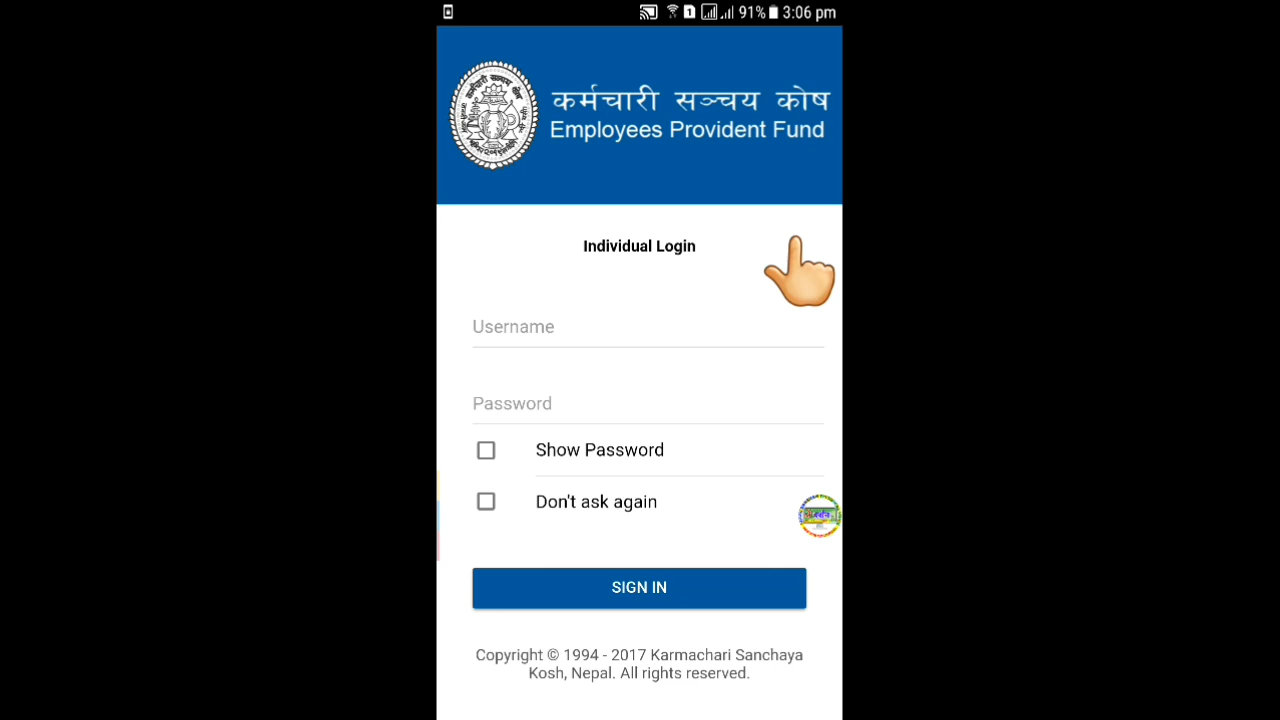 1 91% 3:06 pm
कर्मचारी सञ्चय कोष
Employees Provident Fund
Individual Login
Username
Password
Show Password
Don't ask again
SIGN IN
Copyright © 1994 - 2017 Karmachari Sanchaya
Kosh, Nepal. All rights reserved.